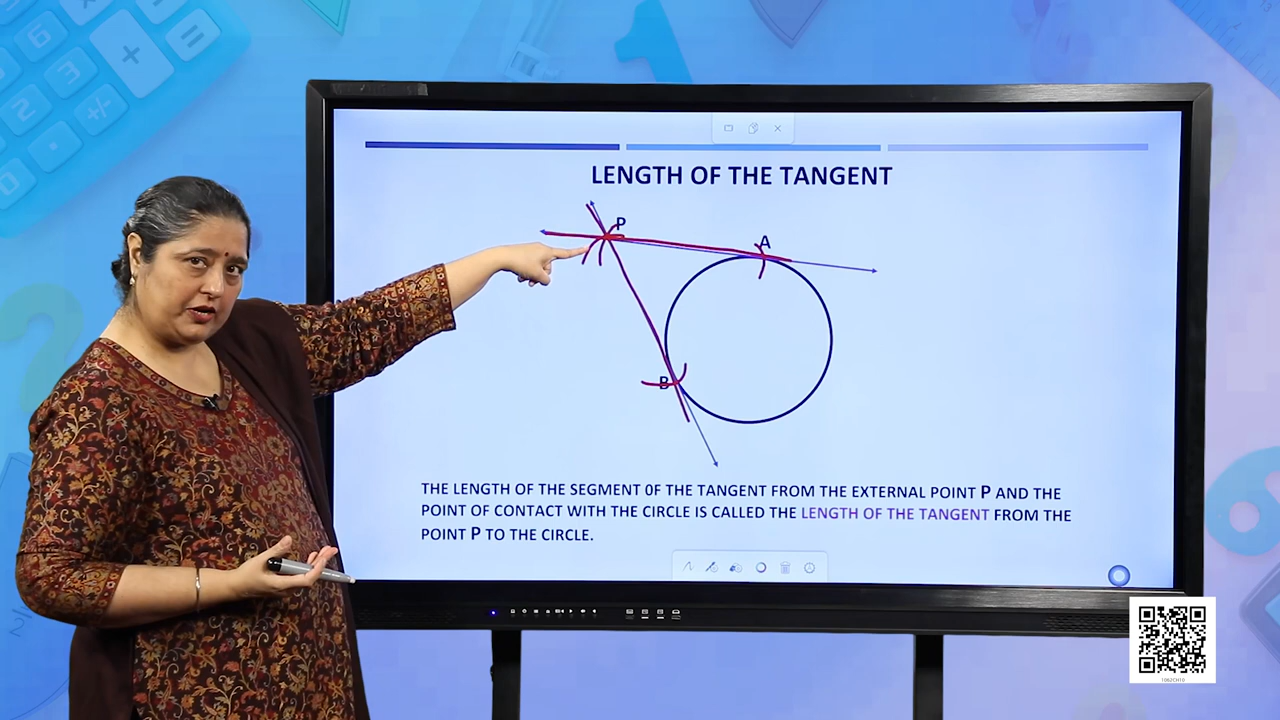 LENGTH OF THE TANGENT
P
A
B
THE LENGTH OF THE SEGMENT 0F THE TANGENT FROM THE EXTERNAL POINT P AND THE
POINT OF CONTACT WITH THE CIRCLE IS CALLED THE LENGTH OF THE TANGENT FROM THE
POINT P TO THE CIRCLE.
1062CH10